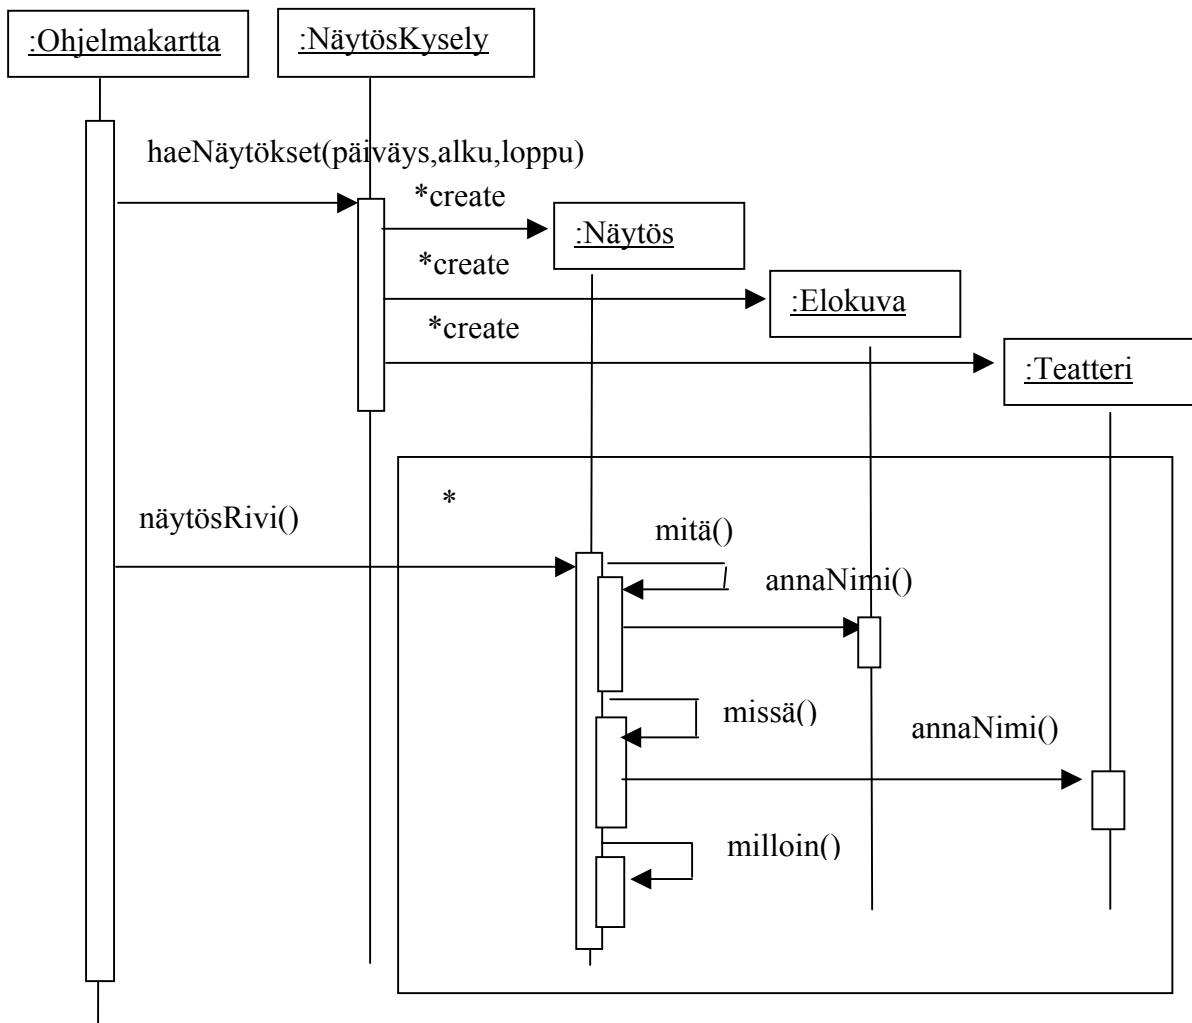 :Ohjelmakartta
:NäytösKysely
haeNäytökset(päiväys,alku,loppu)
*create
:Näytös
*create
:Elokuva
*create
:Teatteri
*
näytösRivi()
mitä()
annaNimi()
missä()
annaNimi()
milloin()